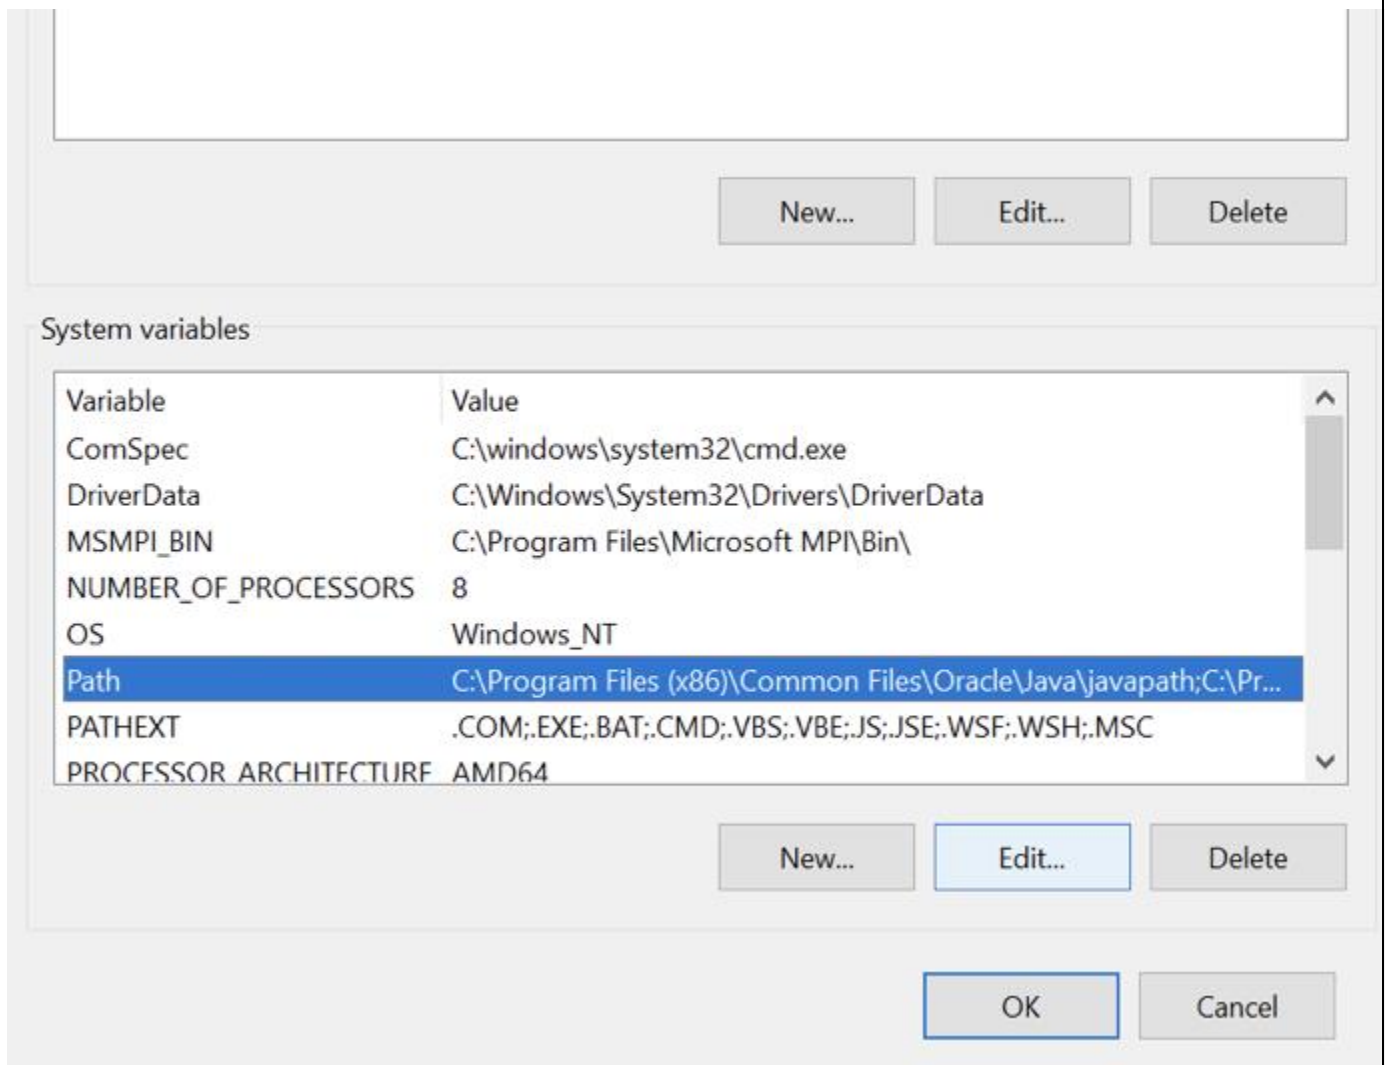 New... Edit... Delete
System variables
Variable Value
ComSpec C:\windows\system32\cmd.exe
DriverData C:\Windows\System32\Drivers\DriverData
MSMPI_BIN C:\Program Files\Microsoft MPI\Bin\
NUMBER_OF_PROCESSORS 8
OS Windows_NT
Path C:\Program Files (x86)\Common Files\Oracle\Java\javapath;C:\Pr...
PATHEXT .COM;.EXE;.BAT;.CMD;.VBS;.VBE;.JS;.JSE;.WSF;.WSH;.MSC
PROCESSOR_ARCHITECTURE AMD64
New... Edit... Delete
OK Cancel